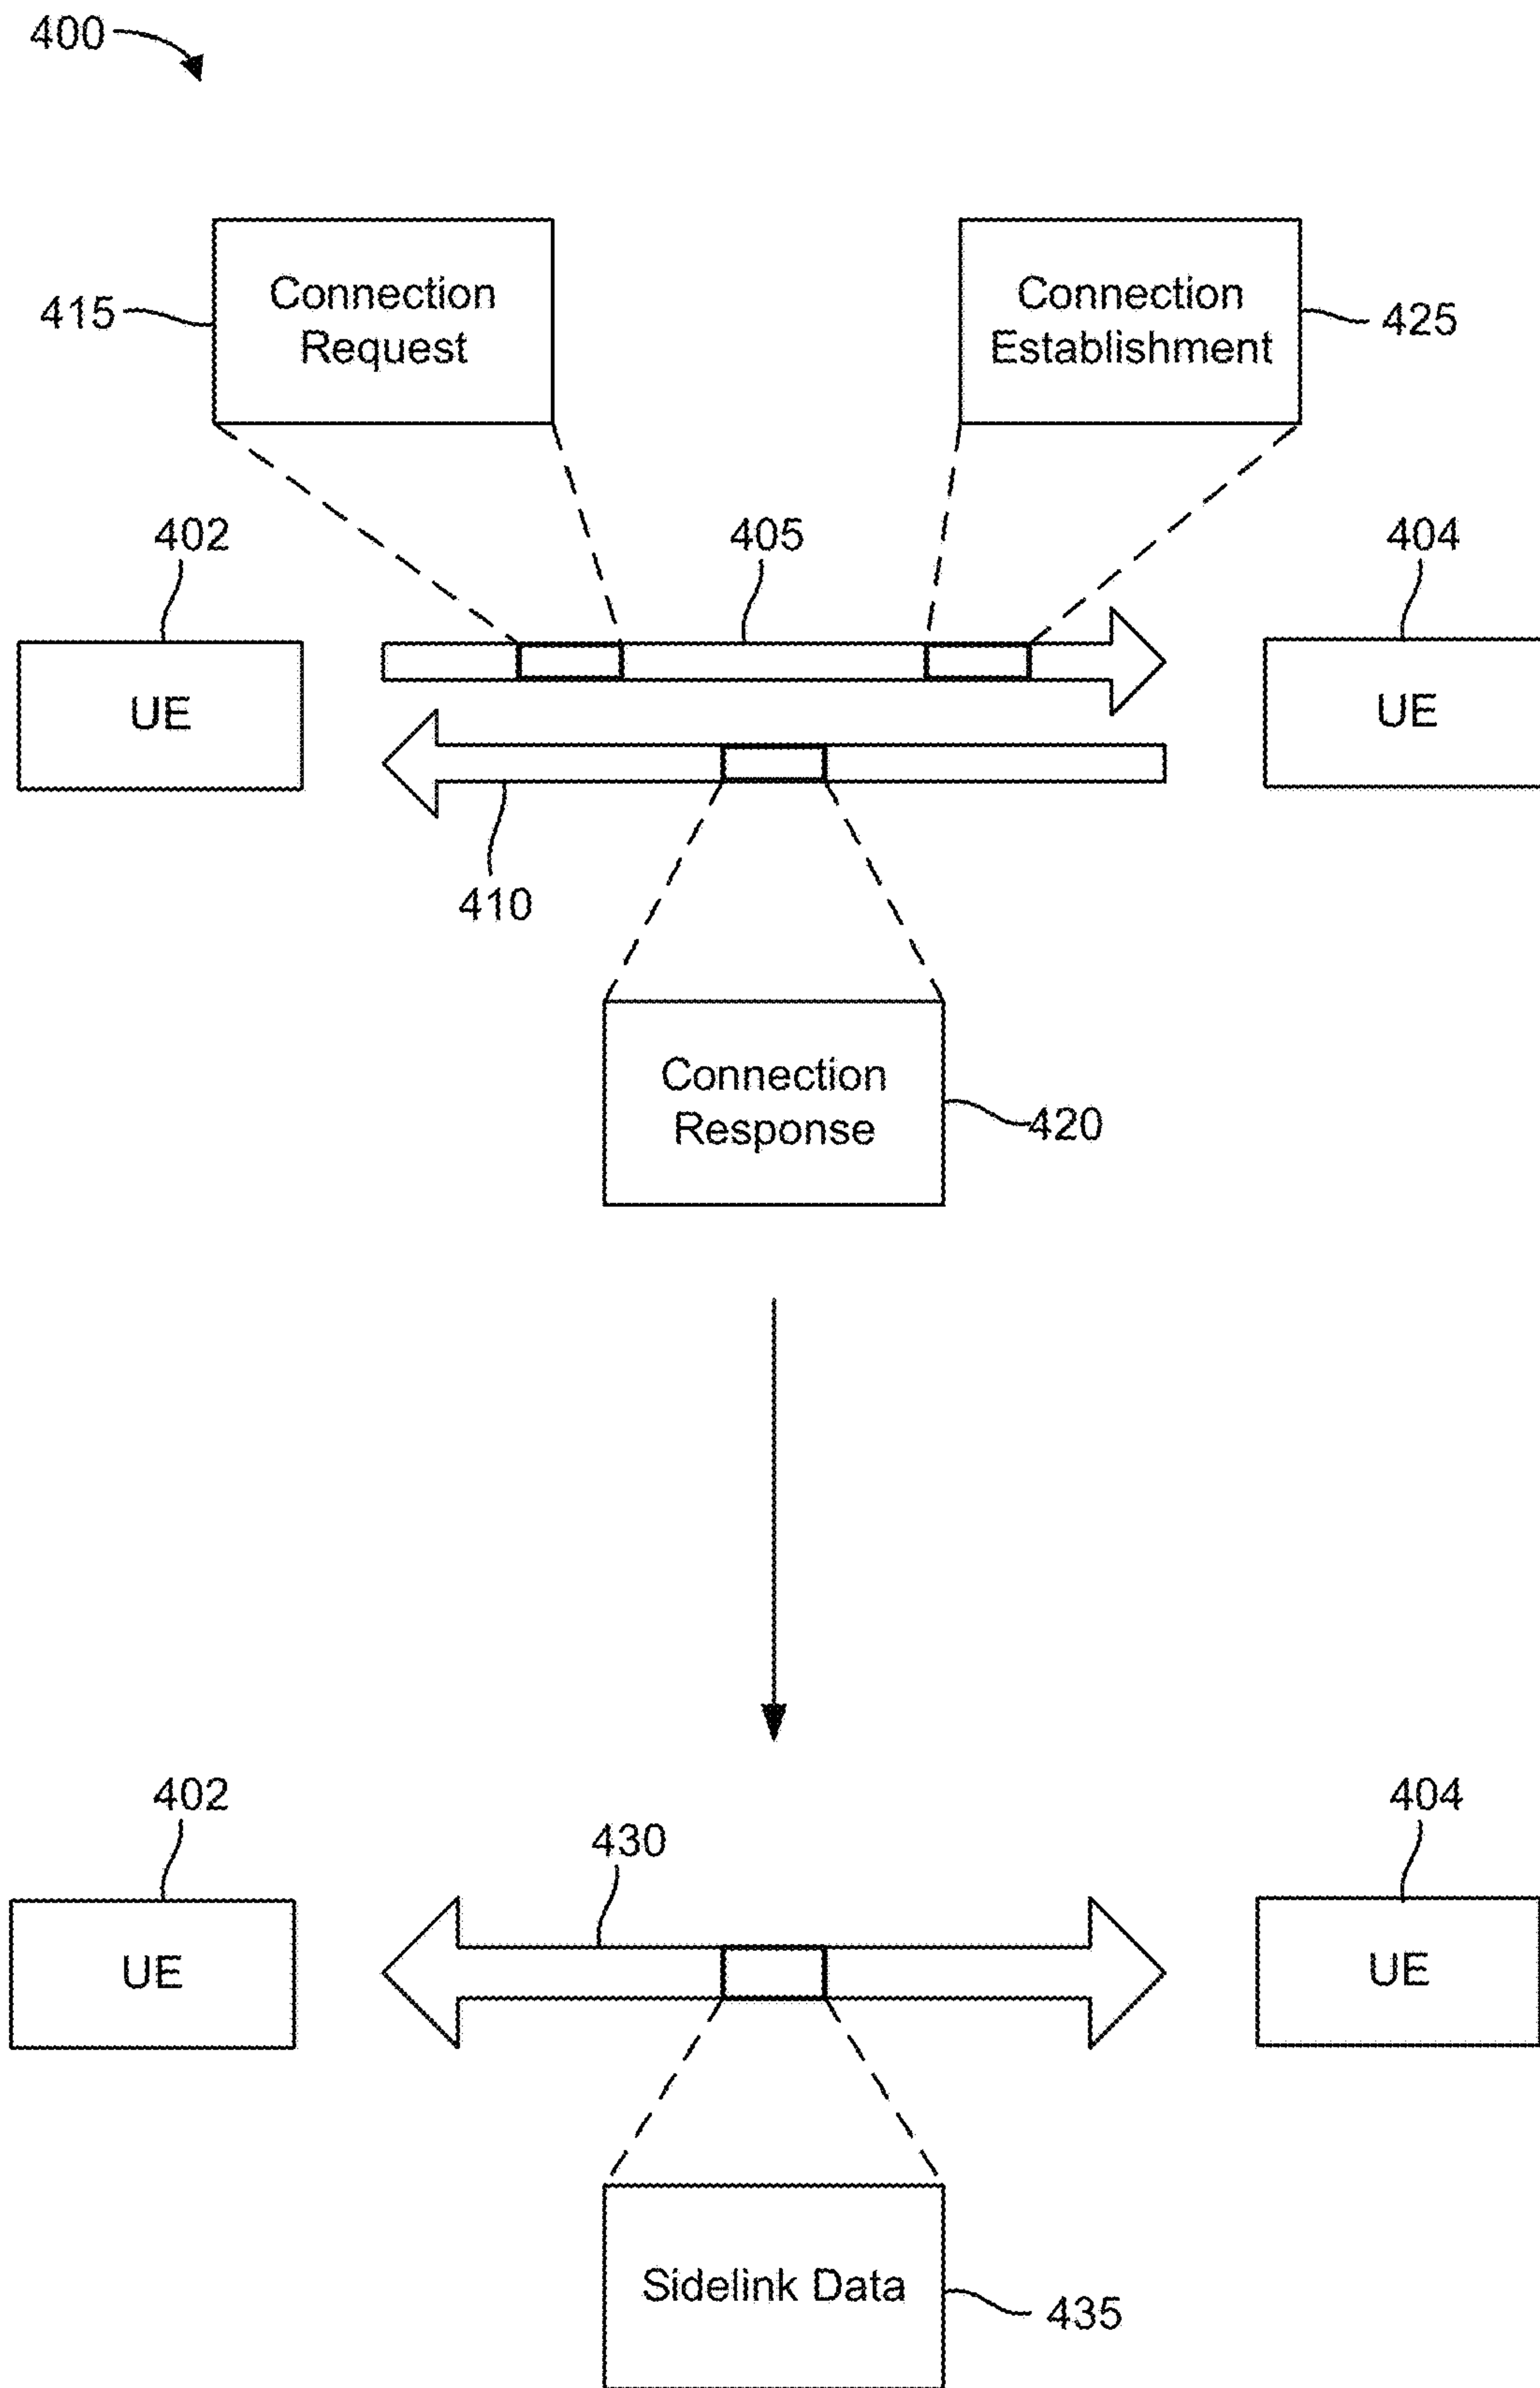 400
Connection
Request
415
Connection
Establishment
425
402
405
404
UE
UE
410
Connection
Response
420
402
404
430
UE
UE
Sidelink Data
435